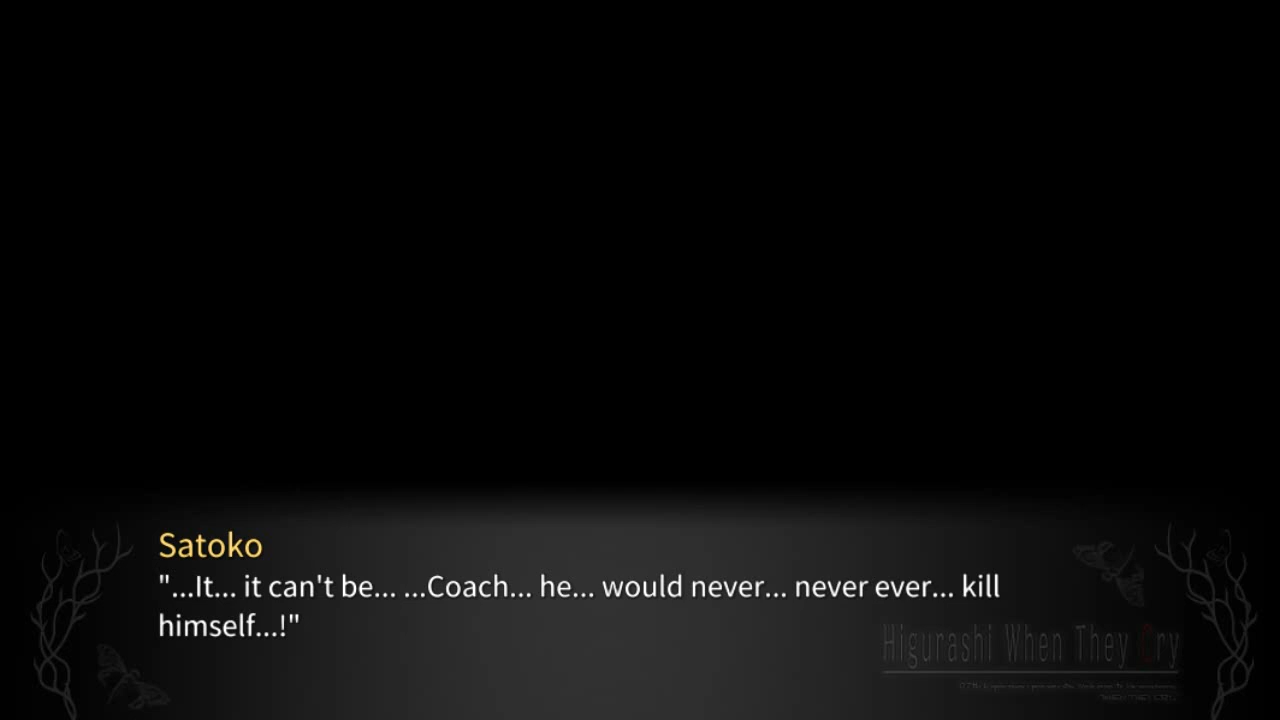 Satoko
"...It... it can't be... ...Coach... he... would never... never ever... kill
himself...!"
Higurashi When They Cry